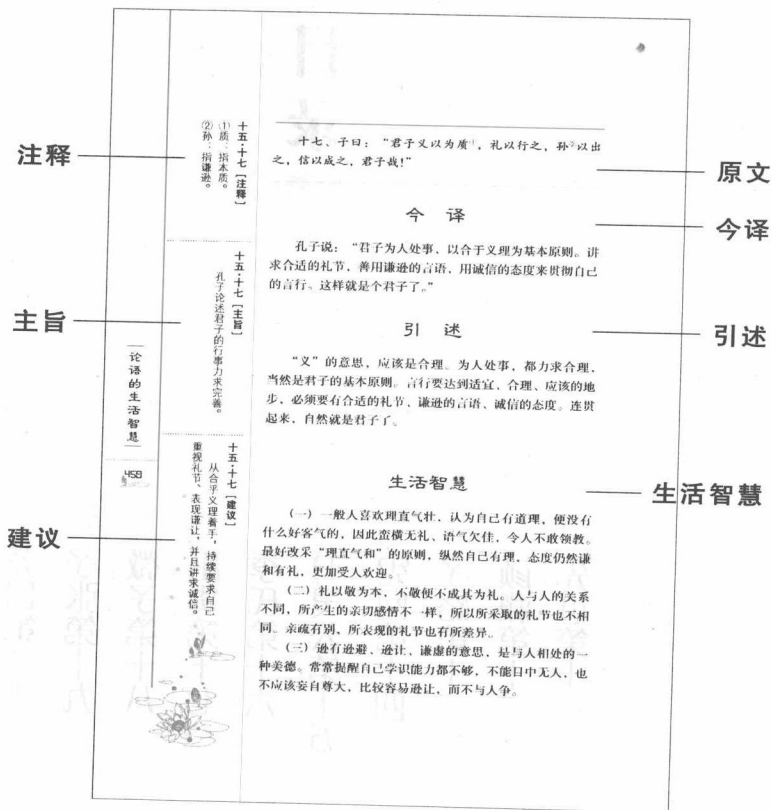 注释
主旨
建议
论语的生活智慧
458
十五·十七［注释］
①质：指本质。
②孙：指谦逊。
十五·十七［主旨］
孔子论述君子的行事力求完善。
十五·十七［建议］
从合乎义理着手，持续要求自己
重视礼节、表现谦让，并且讲求诚信。
十七、子曰：“君子义以为质①，礼以行之，孙②以出
之，信以成之，君子哉！”
今 译
孔子说：“君子为人处事、以合于义理为基本原则。讲
求合适的礼节，善用谦逊的言语，用诚信的态度来贯彻自己
的言行。这样就是个君子了。”
引 述
“义”的意思，应该是合理。为人处事，都力求合理，
当然是君子的基本原则。言行要达到适宜、合理、应该的地
步，必须要有合适的礼节、谦逊的言语、诚信的态度。连贯
起来，自然就是君子了。
生活智慧
（一）一般人喜欢理直气壮，认为自己有道理，便没有
什么好客气的，因此蛮横无礼、语气欠佳，令人不敢领教。
最好改采“理直气和”的原则，纵然自己有理，态度仍然谦
和有礼，更加受人欢迎。
（二）礼以敬为本，不敬便不成其为礼。人与人的关系
不同，所产生的亲切感情不一样，所以所采取的礼节也不相
同。亲疏有别，所表现的礼节也有所差异。
（三）逊有逊避、逊让、谦虚的意思，是与人相处的一
种美德。常常提醒自己学识能力都不够，不能目中无人，也
不应该妄自尊大，比较容易逊让，而不与人争。
原文
今译
引述
生活智慧